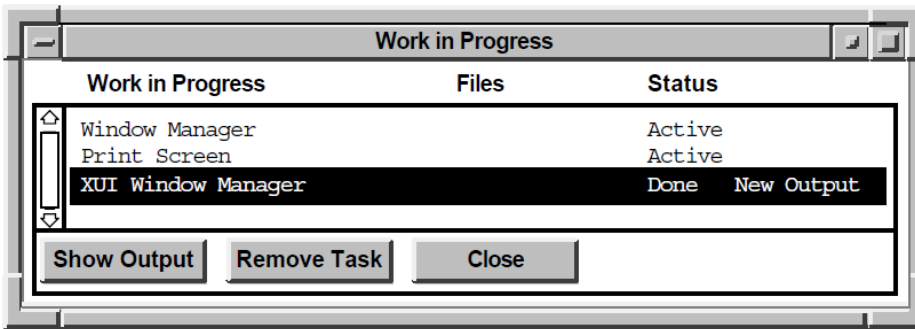 Work in Progress
Work in Progress Files Status
Window Manager Active
Print Screen Active
XUI Window Manager Done New Output
Show Output Remove Task Close